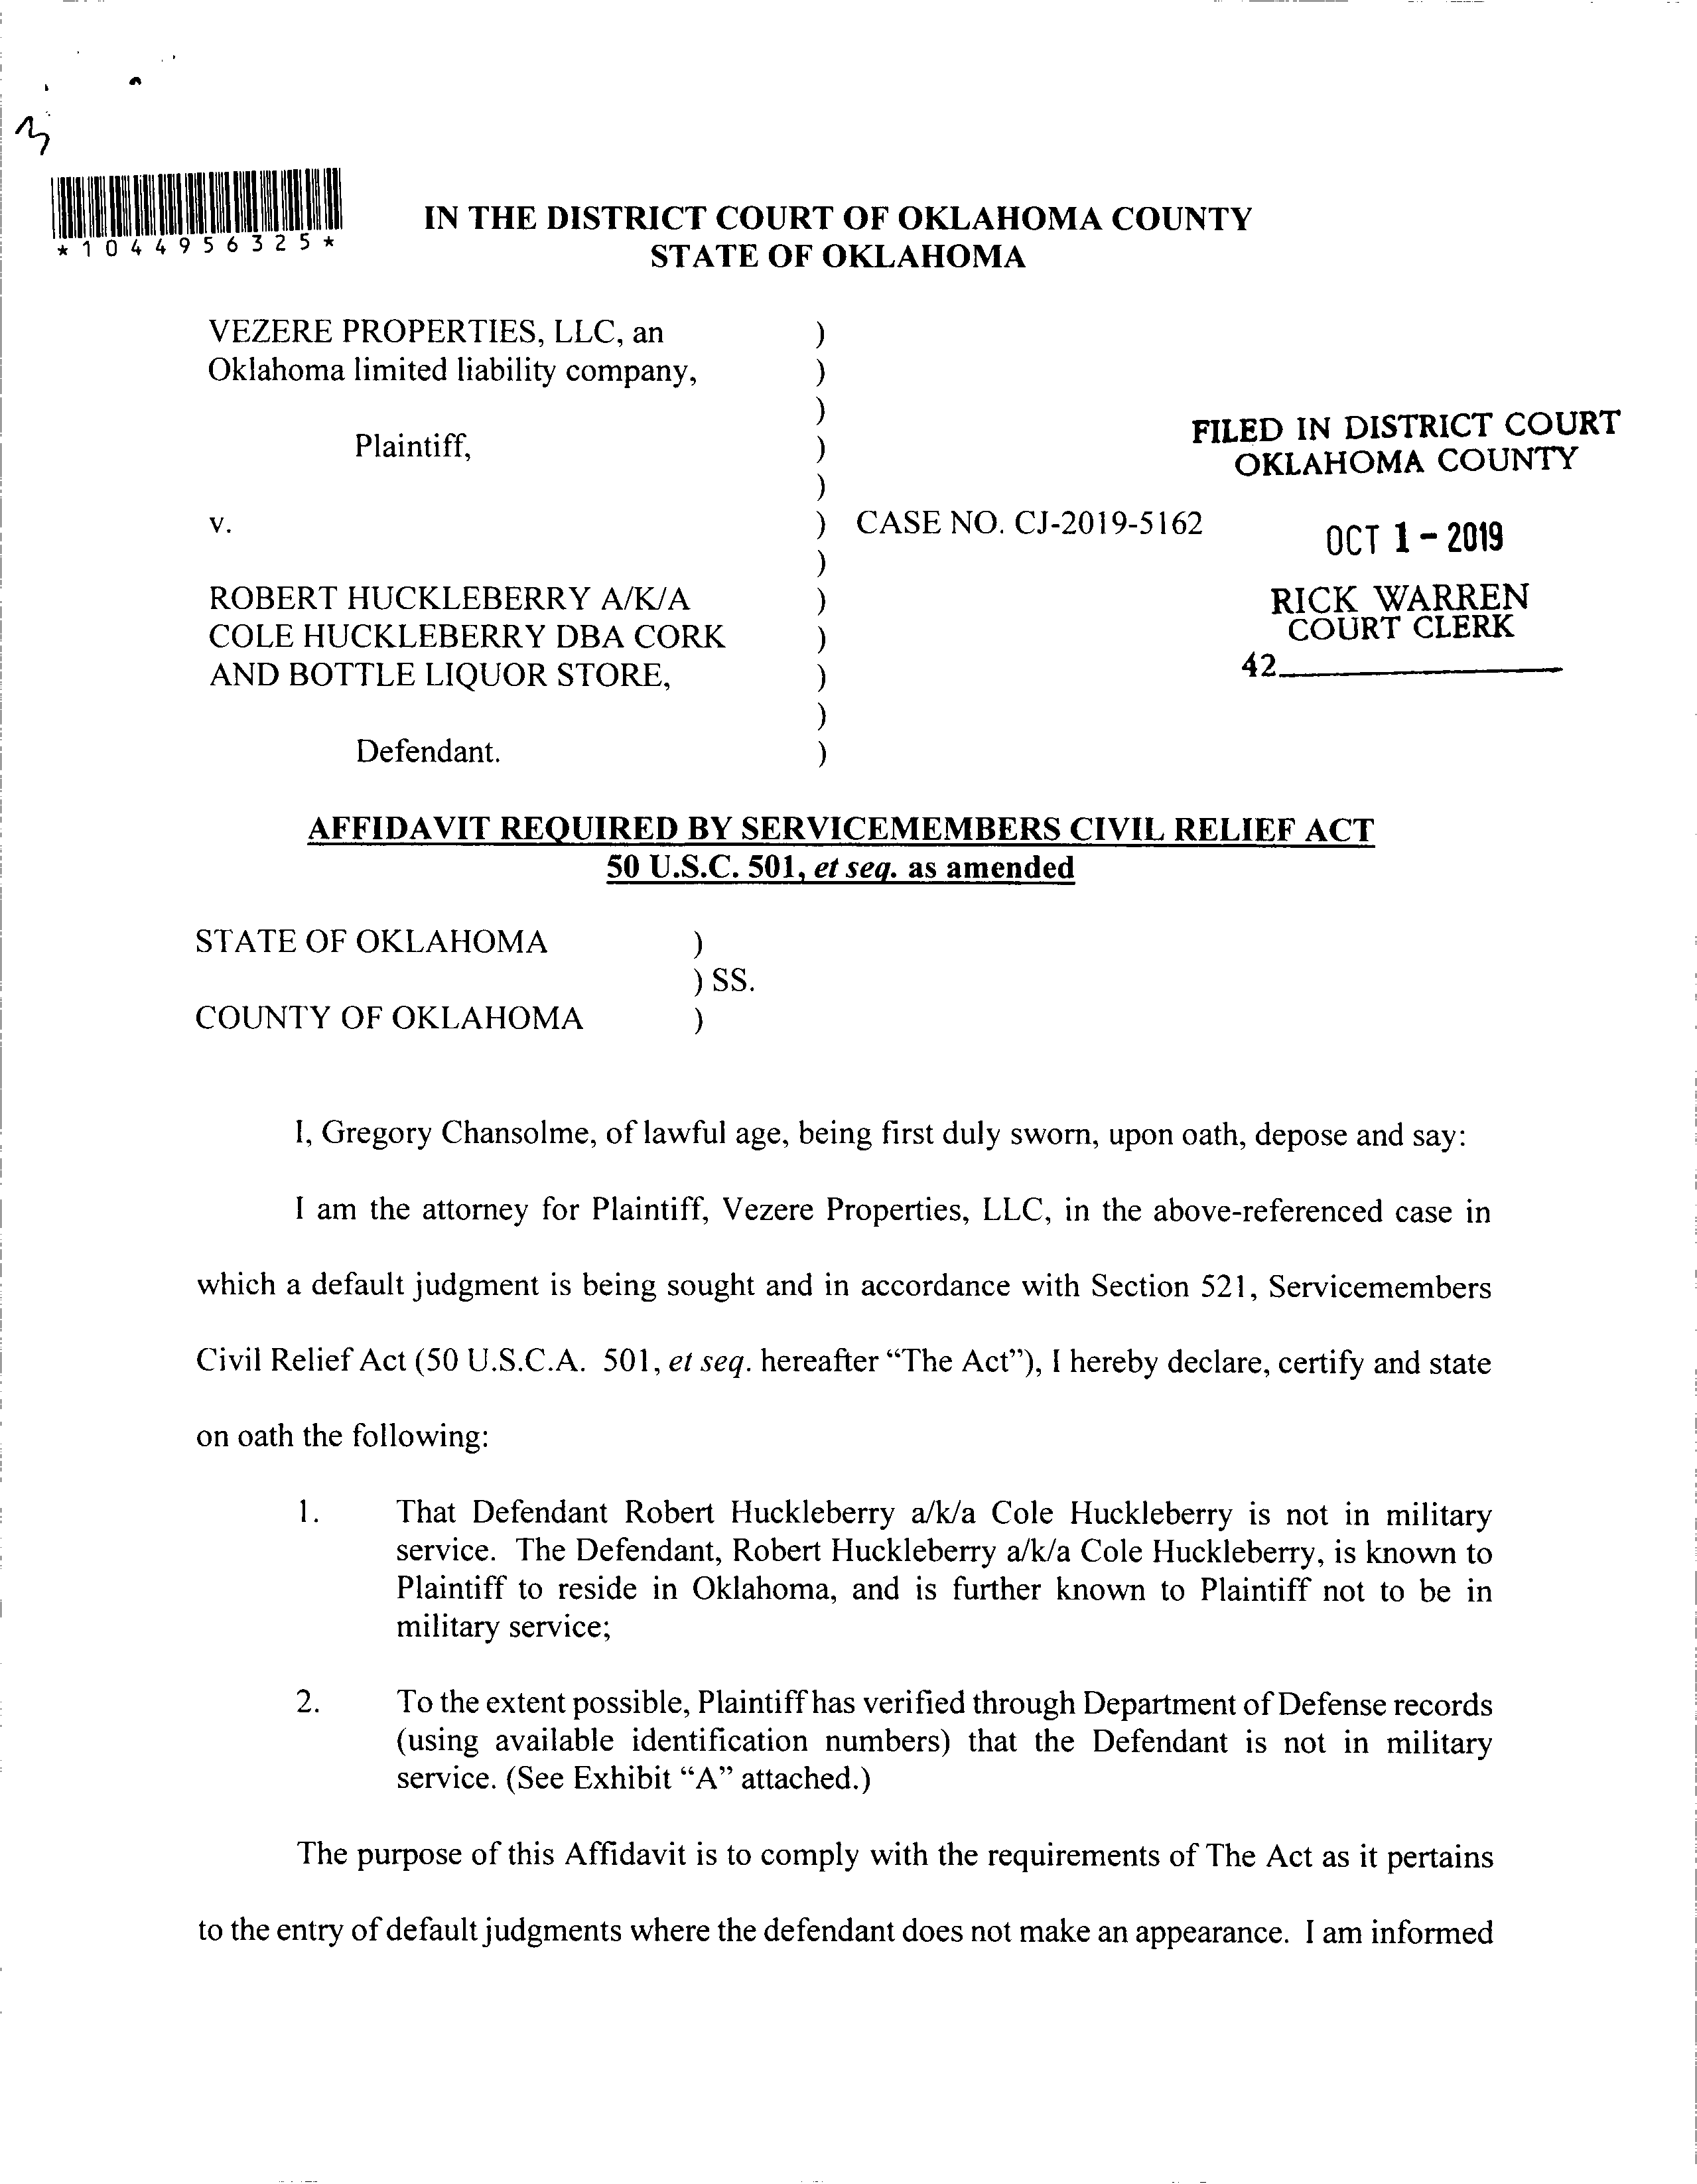 3
*1044956325*
IN THE DISTRICT COURT OF OKLAHOMA COUNTY
STATE OF OKLAHOMA
VEZERE PROPERTIES, LLC, an )
Oklahoma limited liability company, )
)
Plaintiff, )
)
v. ) CASE NO. CJ-2019-5162
)
ROBERT HUCKLEBERRY A/K/A )
COLE HUCKLEBERRY DBA CORK )
AND BOTTLE LIQUOR STORE, )
)
Defendant. )
FILED IN DISTRICT COURT
OKLAHOMA COUNTY
OCT 1 - 2019
RICK WARREN
COURT CLERK
42
AFFIDAVIT REQUIRED BY SERVICEMEMBERS CIVIL RELIEF ACT
50 U.S.C. 501, et seq. as amended
STATE OF OKLAHOMA )
) SS.
COUNTY OF OKLAHOMA )
I, Gregory Chansolme, of lawful age, being first duly sworn, upon oath, depose and say:
I am the attorney for Plaintiff, Vezere Properties, LLC, in the above-referenced case in
which a default judgment is being sought and in accordance with Section 521, Servicemembers
Civil Relief Act (50 U.S.C.A. 501, et seq. hereafter “The Act”), I hereby declare, certify and state
on oath the following:
1. That Defendant Robert Huckleberry a/k/a Cole Huckleberry is not in military
service. The Defendant, Robert Huckleberry a/k/a Cole Huckleberry, is known to
Plaintiff to reside in Oklahoma, and is further known to Plaintiff not to be in
military service;
2. To the extent possible, Plaintiff has verified through Department of Defense records
(using available identification numbers) that the Defendant is not in military
service. (See Exhibit “A” attached.)
The purpose of this Affidavit is to comply with the requirements of The Act as it pertains
to the entry of default judgments where the defendant does not make an appearance. I am informed